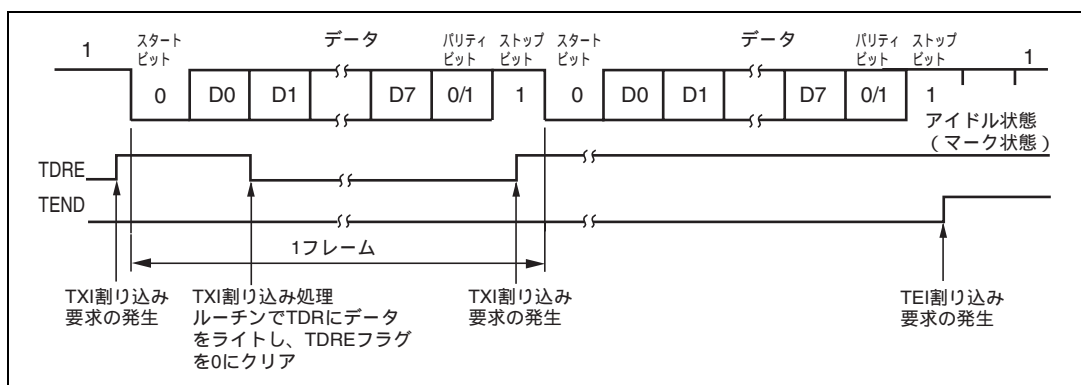 1
スタート
ビット
データ
パリティ
ビット
ストップ
ビット
スタート
ビット
データ
パリティ
ビット
ストップ
ビット
1
0 D0 D1 D7 0/1 1 0 D0 D1 D7 0/1 1
アイドル状態
(マーク状態)
TDRE
TEND
1フレーム
TXI割り込み
要求の発生
TXI割り込み処理
ルーチンでTDRにデータ
をライトし、TDREフラグ
を0にクリア
TXI割り込み
要求の発生
TEI割り込み
要求の発生